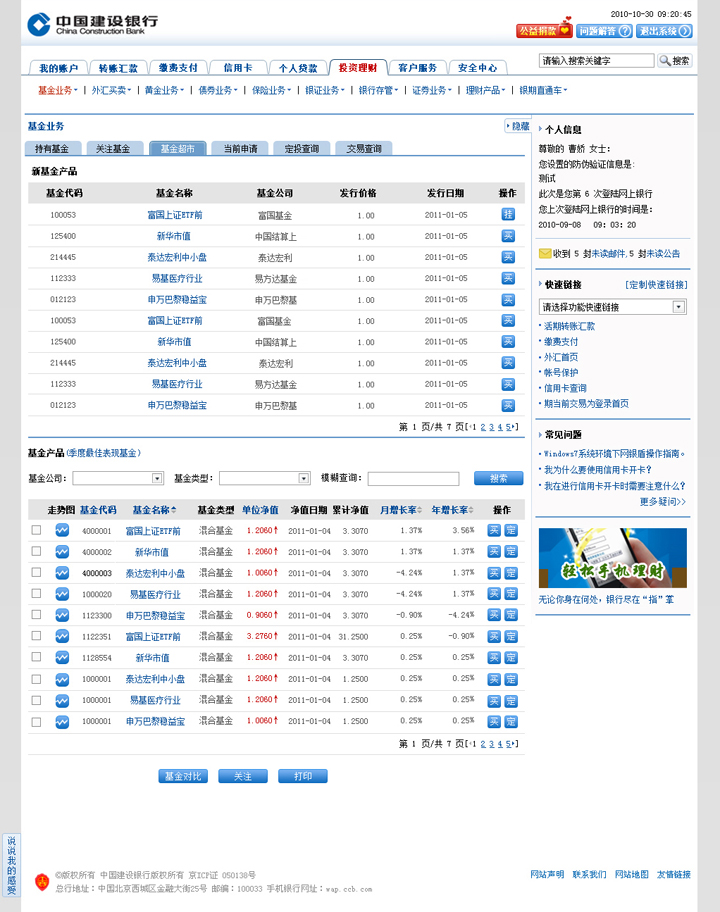 中国建设银行
China Construction Bank
2010-10-30 09:20:45
公益捐款 问题解答 退出系统
我的账户 转账汇款 缴费支付 信用卡 个人贷款 投资理财 客户服务 安全中心
请输入搜索关键字 搜索
基金业务 外汇买卖 黄金业务 债券业务 保险业务 银证业务 银行存管 证券业务 理财产品 银期直通车
基金业务
隐藏
持有基金 关注基金 基金超市 当前申请 定投查询 交易查询
新基金产品
基金代码 基金名称 基金公司 发行价格 发行日期 操作
100053 富国上证ETF前 富国基金 1.00 2011-01-05 挂
125400 新华市值 中国结算上 1.00 2011-01-05 买
214445 泰达宏利中小盘 泰达宏利 1.00 2011-01-05 买
112333 易基医疗行业 易方达基金 1.00 2011-01-05 买
012123 申万巴黎稳益宝 申万巴黎基 1.00 2011-01-05 买
100053 富国上证ETF前 富国基金 1.00 2011-01-05 买
125400 新华市值 中国结算上 1.00 2011-01-05 买
214445 泰达宏利中小盘 泰达宏利 1.00 2011-01-05 买
112333 易基医疗行业 易方达基金 1.00 2011-01-05 买
012123 申万巴黎稳益宝 申万巴黎基 1.00 2011-01-05 买
第 1 页/共 7 页[1 2 3 4 5]
基金产品(季度最佳表现基金)
基金公司: 基金类型: 模糊查询: 搜索
走势图 基金代码 基金名称 基金类型 单位净值 净值日期 累计净值 月增长率 年增长率 操作
4000001 富国上证ETF前 混合基金 1.2060↑ 2011-01-04 3.3070 1.37% 3.56% 买 定
4000002 新华市值 混合基金 1.2060↑ 2011-01-04 3.3070 1.37% 1.37% 买 定
4000003 泰达宏利中小盘 混合基金 1.0060↑ 2011-01-04 3.3070 -4.24% 1.37% 买 定
1000020 易基医疗行业 混合基金 1.2060↑ 2011-01-04 3.3070 -4.24% 1.37% 买 定
1123300 申万巴黎稳益宝 混合基金 0.9060↑ 2011-01-04 3.3070 -0.90% -4.24% 买 定
1122351 富国上证ETF前 混合基金 3.2760↑ 2011-01-04 31.2500 0.25% -0.90% 买 定
1128554 新华市值 混合基金 1.2060↑ 2011-01-04 3.3070 0.25% 0.25% 买 定
1000001 泰达宏利中小盘 混合基金 1.2060↑ 2011-01-04 1.2500 0.25% 0.25% 买 定
1000001 易基医疗行业 混合基金 1.2060↑ 2011-01-04 1.2500 0.25% 0.25% 买 定
1000001 申万巴黎稳益宝 混合基金 1.0060↑ 2011-01-04 1.2500 0.25% 0.25% 买 定
第 1 页/共 7 页[1 2 3 4 5]
基金对比 关注 打印
个人信息
尊敬的 曹娇 女士:
您设置的防伪验证信息是:
测试
此次是您第 6 次登陆网上银行
您上次登陆网上银行的时间是:
2010-09-08 09:03:20
收到 5 封未读邮件,5 封未读公告
快速链接 [定制快速链接]
请选择功能快速链接
活期转账汇款
缴费支付
外汇首页
帐号保护
信用卡查询
期当前交易为登录首页
常见问题
Windows7系统环境下网银盾操作指南。
我为什么要使用信用卡开卡?
我在进行信用卡开卡时需要注意什么?
更多疑问>>
轻松手机理财
无论你身在何处, 银行尽在“指”掌
说说我的感受
©版权所有 中国建设银行版权所有 京ICP证 050138号
总行地址:中国北京西城区金融大街25号 邮编:100033 手机银行网址:wap.ccb.com
网站声明 联系我们 网站地图 友情链接